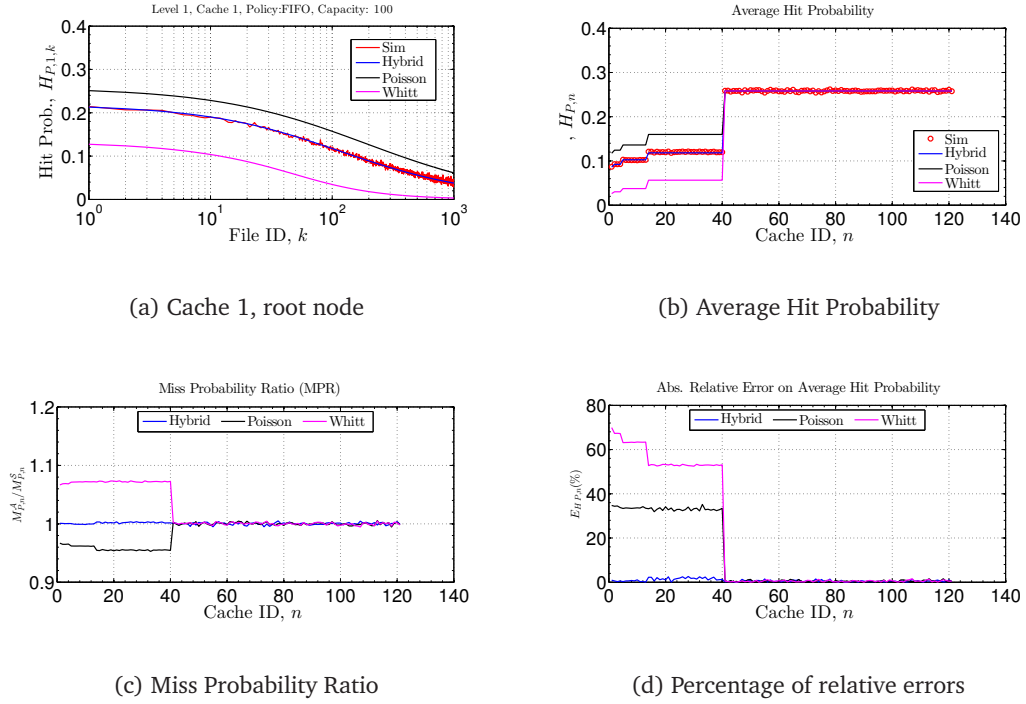 Level 1, Cache 1, Policy:FIFO, Capacity: 100
Hit Prob., H_{P,1,k}
0.4
0.3
0.2
0.1
0
Sim
Hybrid
Poisson
Whitt
10^0 10^1 10^2 10^3
File ID, k
(a) Cache 1, root node
Average Hit Probability
, H_{P,n}
0.4
0.3
0.2
0.1
0
Sim
Hybrid
Poisson
Whitt
0 20 40 60 80 100 120 140
Cache ID, n
(b) Average Hit Probability
Miss Probability Ratio (MPR)
M^A_{P,n}/M^S_{P,n}
1.2
1.1
1
0.9
Hybrid Poisson Whitt
0 20 40 60 80 100 120 140
Cache ID, n
(c) Miss Probability Ratio
Abs. Relative Error on Average Hit Probability
E_{HP,n}(%)
80
60
40
20
0
Hybrid Poisson Whitt
0 20 40 60 80 100 120 140
Cache ID, n
(d) Percentage of relative errors